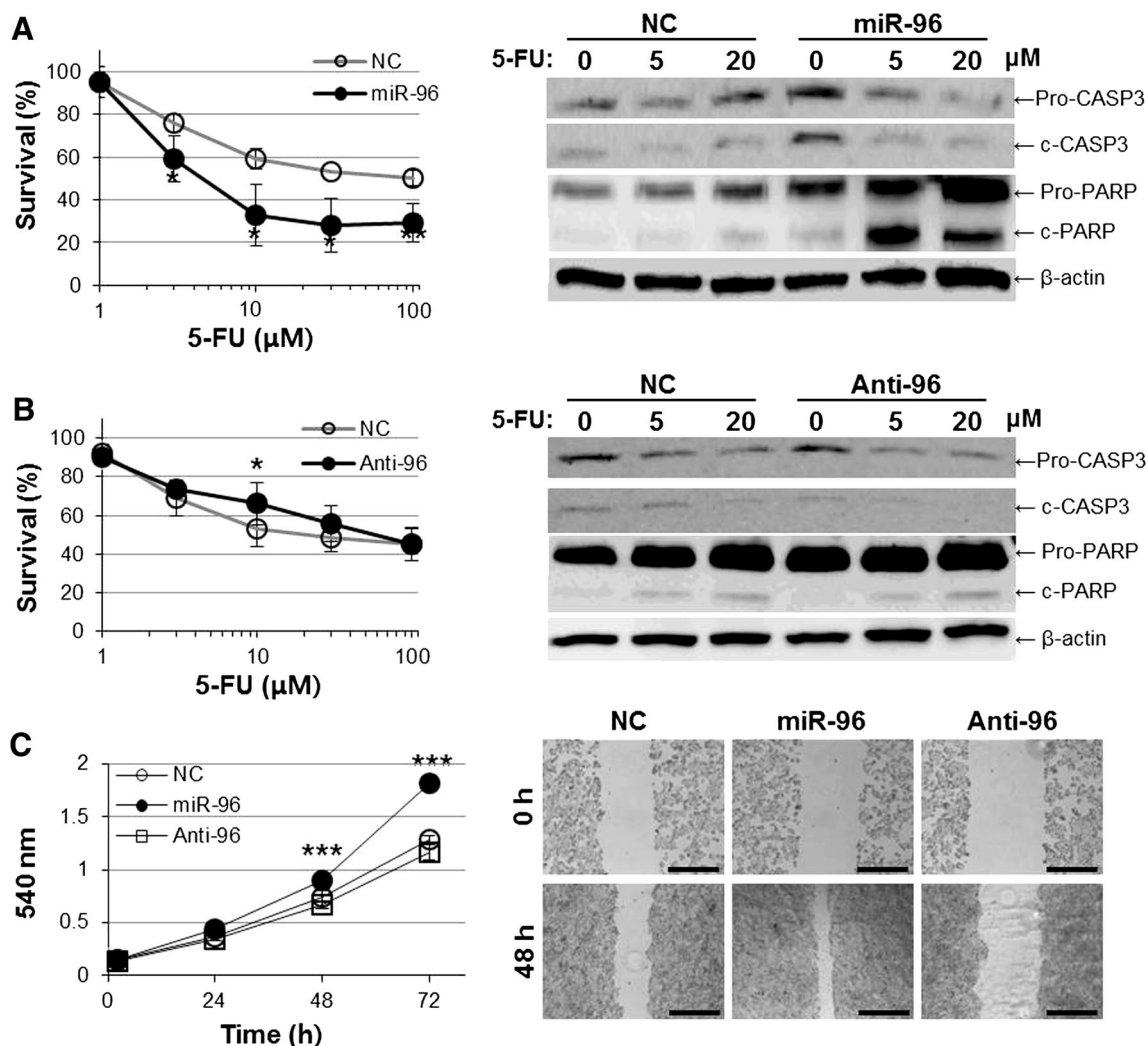 A
Survival (%)
100
80
60
40
20
0
NC
miR-96
*
*
*
**
1
10
100
5-FU (µM)
NC
miR-96
5-FU:
0
5
20
0
5
20
µM
←Pro-CASP3
← c-CASP3
←Pro-PARP
← c-PARP
← β-actin
B
Survival (%)
100
80
60
40
20
0
NC
Anti-96
*
1
10
100
5-FU (µM)
NC
Anti-96
5-FU:
0
5
20
0
5
20
µM
←Pro-CASP3
← c-CASP3
← Pro-PARP
← c-PARP
← β-actin
C
540 nm
2
1.5
1
0.5
0
NC
miR-96
Anti-96
***
***
0
24
48
72
Time (h)
NC
miR-96
Anti-96
0 h
48 h